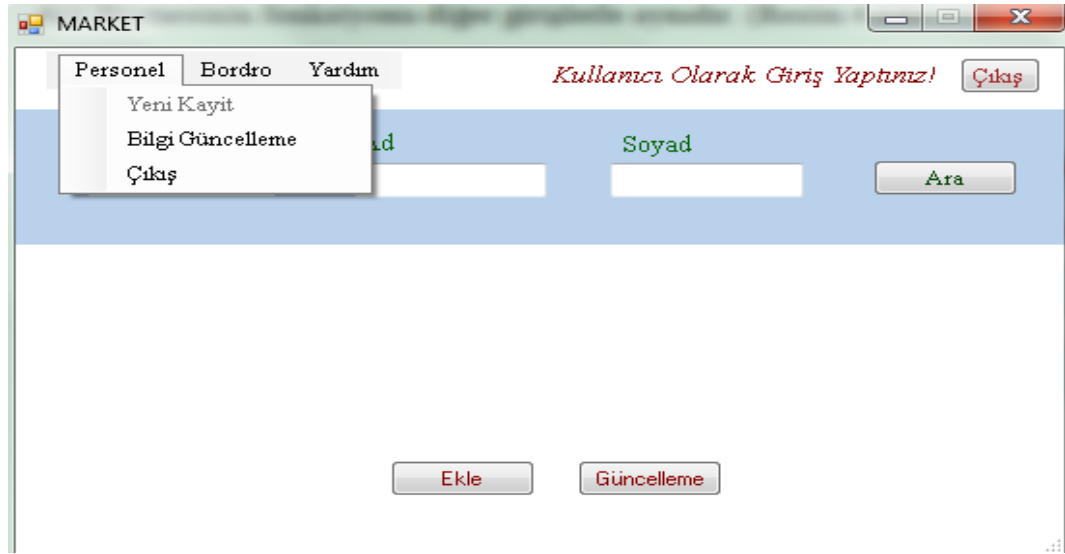 MARKET
Personel Bordro Yardım Kullanıcı Olarak Giriş Yaptınız! Çıkış
Yeni Kayit
Bilgi Güncelleme
Çıkış
Soyad
Ara
Ekle Güncelleme